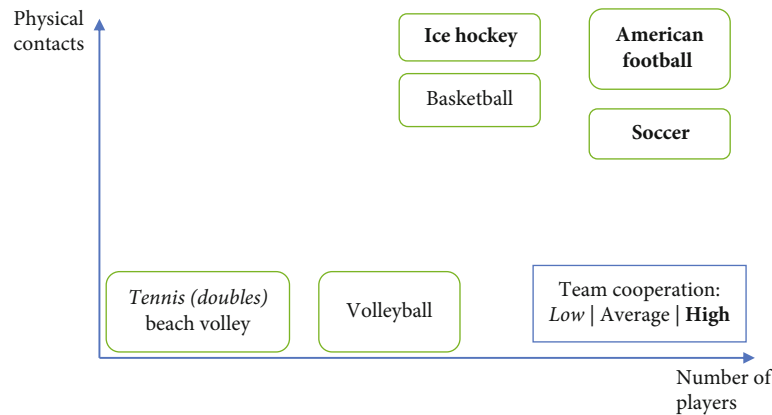 Physical
contacts
Ice hockey
American
football
Basketball
Soccer
Tennis (doubles)
beach volley
Volleyball
Team cooperation:
Low | Average | High
Number of
players